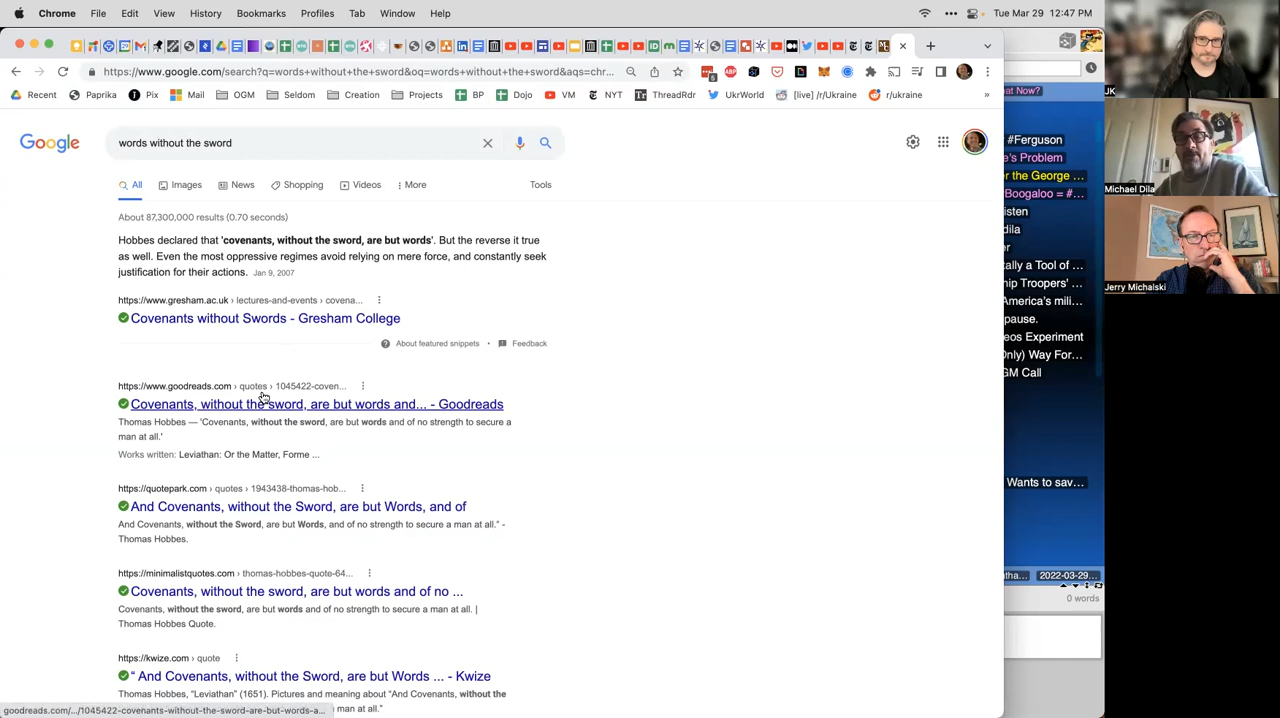 Chrome File Edit View History Bookmarks Profiles Tab Window Help
Tue Mar 29 12:47 PM
https://www.google.com/search?q=words+without+the+sword&oq=words+without+the+sword&aqs=chr...
Recent Paprika Pix Mail OGM Seldom Creation Projects BP Dojo VM NYT ThreadRdr UkrWorld [live] /r/Ukraine r/ukraine »
Google
words without the sword
All Images News Shopping Videos More Tools
About 87,300,000 results (0.70 seconds)
Hobbes declared that 'covenants, without the sword, are but words'. But the reverse it true
as well. Even the most oppressive regimes avoid relying on mere force, and constantly seek
justification for their actions. Jan 9, 2007
https://www.gresham.ac.uk › lectures-and-events › covena...
Covenants without Swords - Gresham College
About featured snippets • Feedback
https://www.goodreads.com › quotes › 1045422-coven...
Covenants, without the sword, are but words and... - Goodreads
Thomas Hobbes — 'Covenants, without the sword, are but words and of no strength to secure a
man at all.'
Works written: Leviathan: Or the Matter, Forme ...
https://quotepark.com › quotes › 1943438-thomas-hob...
And Covenants, without the Sword, are but Words, and of
And Covenants, without the Sword, are but Words, and of no strength to secure a man at all." -
Thomas Hobbes.
https://minimalistquotes.com › thomas-hobbes-quote-64...
Covenants, without the sword, are but words and of no ...
Covenants, without the sword, are but words and of no strength to secure a man at all. |
Thomas Hobbes Quote.
https://kwize.com › quote
“ And Covenants, without the Sword, are but Words ... - Kwize
Thomas Hobbes, “Leviathan” (1651). Pictures and meaning about “And Covenants, without the
man at all.”
goodreads.com/.../1045422-covenants-without-the-sword-are-but-words-a...
at Now?
#Ferguson
's Problem
r the George ...
Boogaloo = #...
isten
dila
er
tally a Tool of ...
hip Troopers' ...
America's mili...
pause.
eos Experiment
Only) Way For...
GM Call
Wants to sav...
2022-03-29...
0 words
JK
Michael Dila
Jerry Michalski